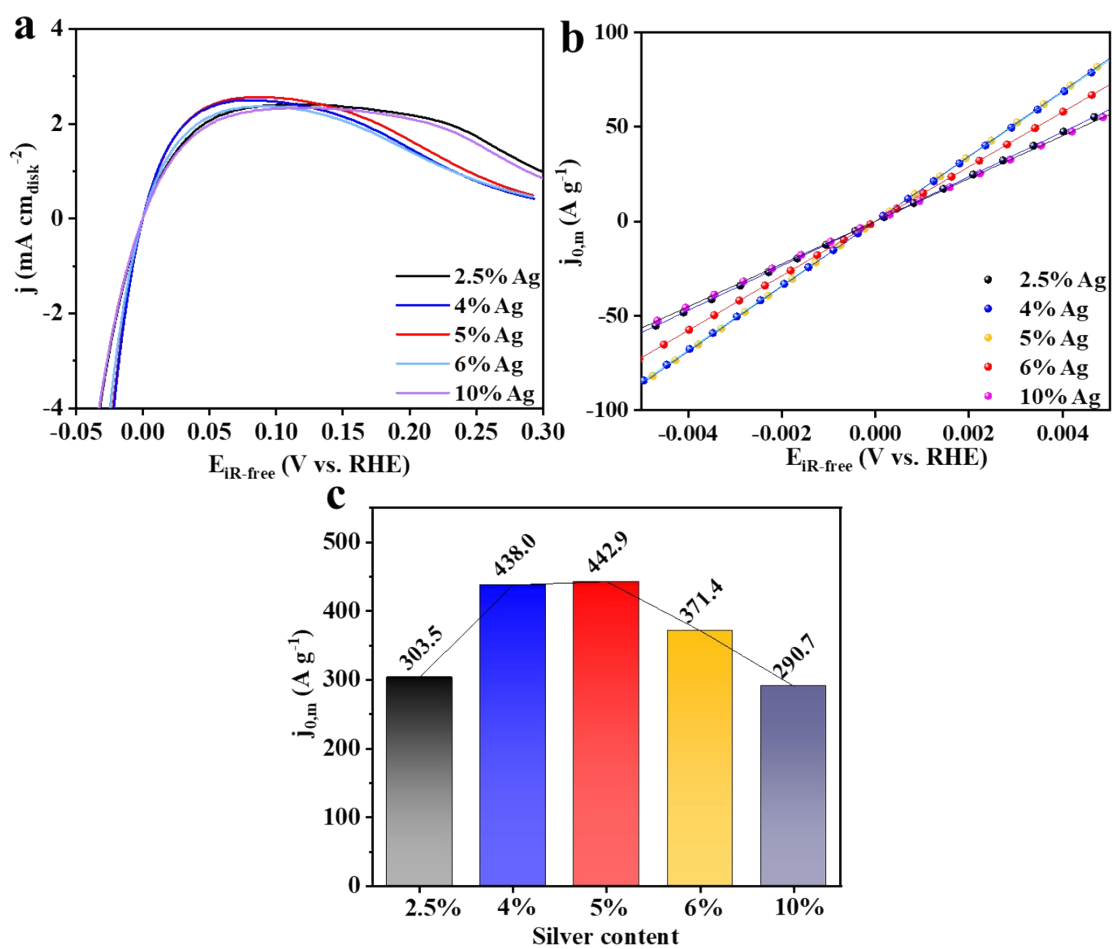 a
j (mA cm_disk^-2)
4
2
0
-2
-4
2.5% Ag
4% Ag
5% Ag
6% Ag
10% Ag
-0.05 0.00 0.05 0.10 0.15 0.20 0.25 0.30
E_iR-free (V vs. RHE)
b
j_0,m (A g^-1)
100
50
0
-50
-100
2.5% Ag
4% Ag
5% Ag
6% Ag
10% Ag
-0.004 -0.002 0.000 0.002 0.004
E_iR-free (V vs. RHE)
c
j_0,m (A g^-1)
500
400
300
200
100
0
303.5
438.0
442.9
371.4
290.7
2.5% 4% 5% 6% 10%
Silver content